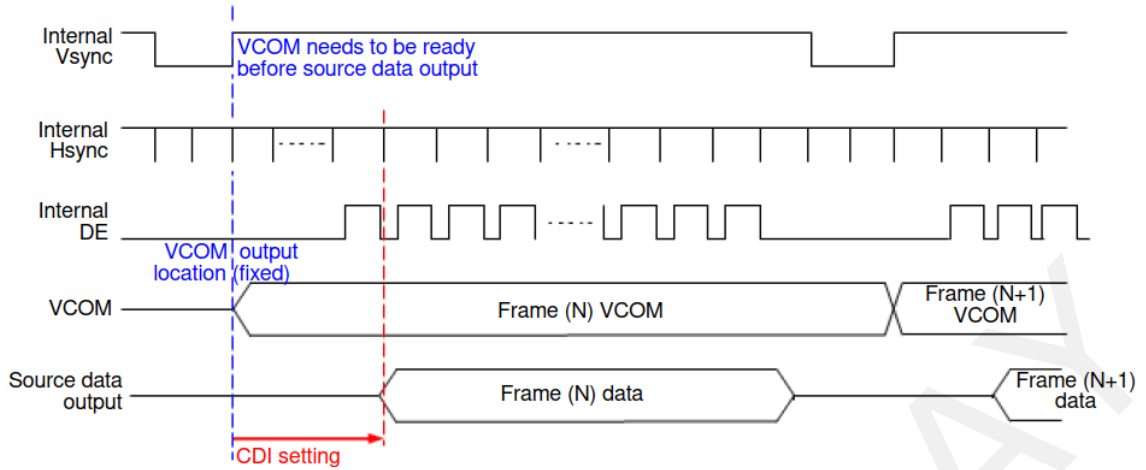 Internal
Vsync
VCOM needs to be ready
before source data output
Internal
Hsync
Internal
DE
VCOM output
location (fixed)
VCOM
Frame (N) VCOM
Frame (N+1)
VCOM
Source data
output
Frame (N) data
Frame (N+1)
data
CDI setting
AY